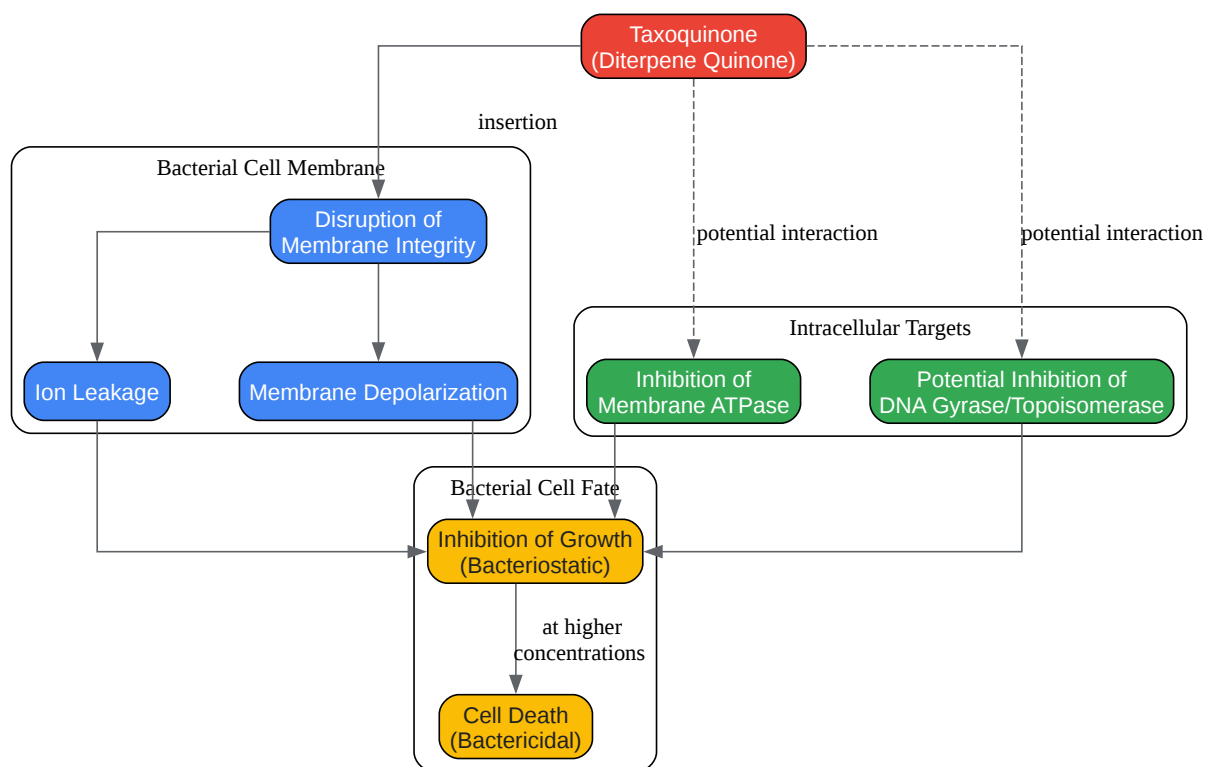 Taxoquinone
(Diterpene Quinone)
insertion
Bacterial Cell Membrane
Disruption of
Membrane Integrity
potential interaction
potential interaction
Intracellular Targets
Ion Leakage
Membrane Depolarization
Inhibition of
Membrane ATPase
Potential Inhibition of
DNA Gyrase/Topoisomerase
Bacterial Cell Fate
Inhibition of Growth
(Bacteriostatic)
at higher
concentrations
Cell Death
(Bactericidal)